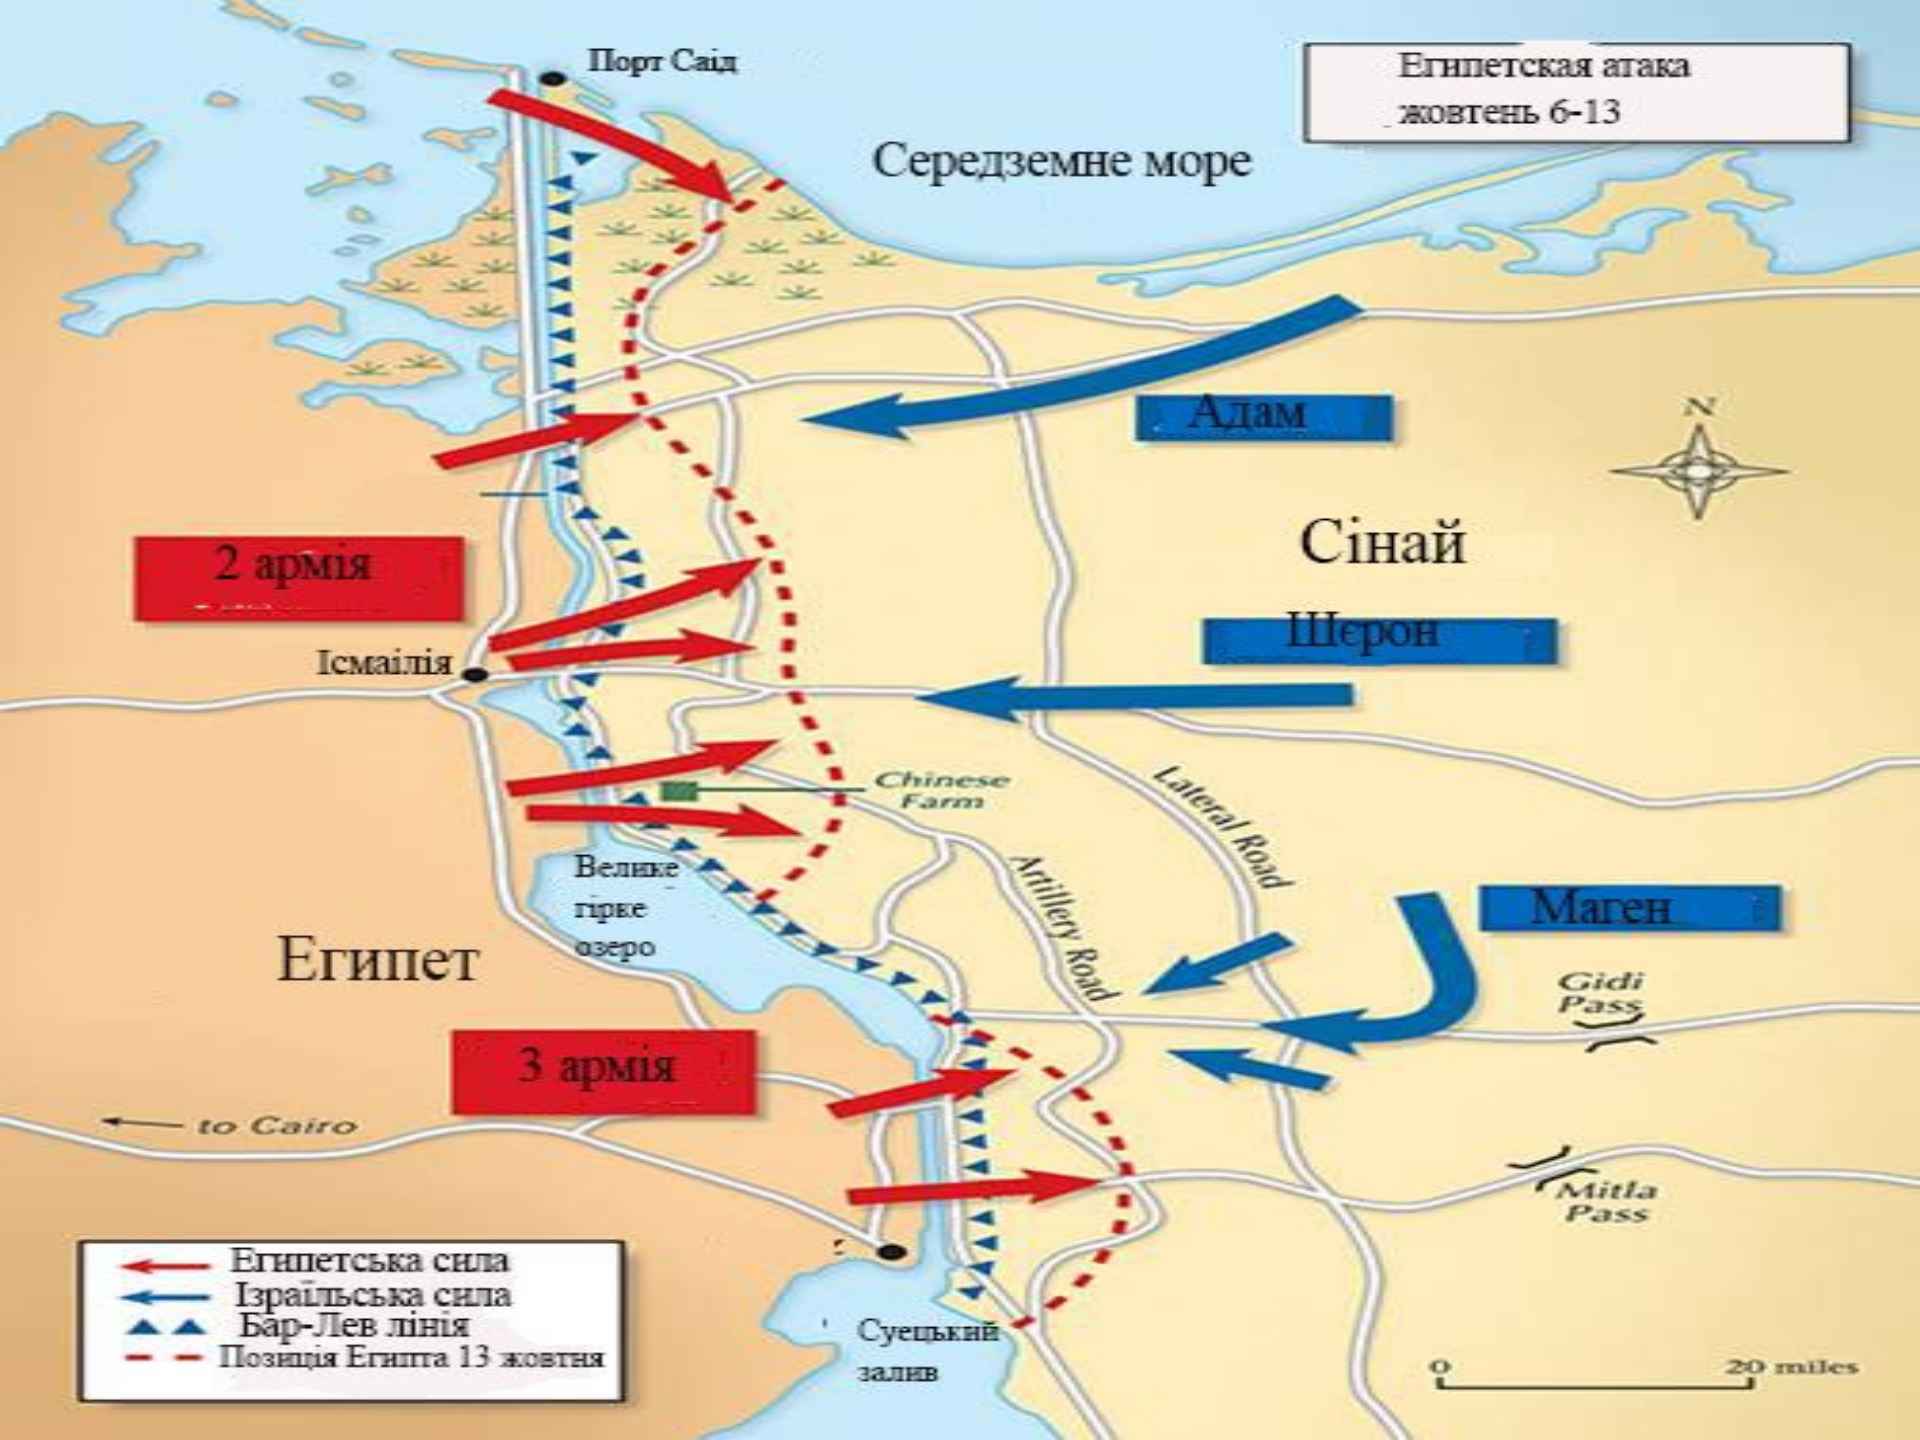 Порт Саід
Египетская атака
жовтень 6-13
Середземне море
Адам
N
2 армія
Сінай
Шєрон
Ісмаілія
Chinese
Farm
Lateral Road
Велике
гірке
озеро
Artillery Road
Маген
Египет
Gidi
Pass
3 армія
to Cairo
Mitla
Pass
Египетська сила
Ізраїльська сила
Бар-Лев лінія
Позиція Египта 13 жовтня
Суецький
залив
0 20 miles